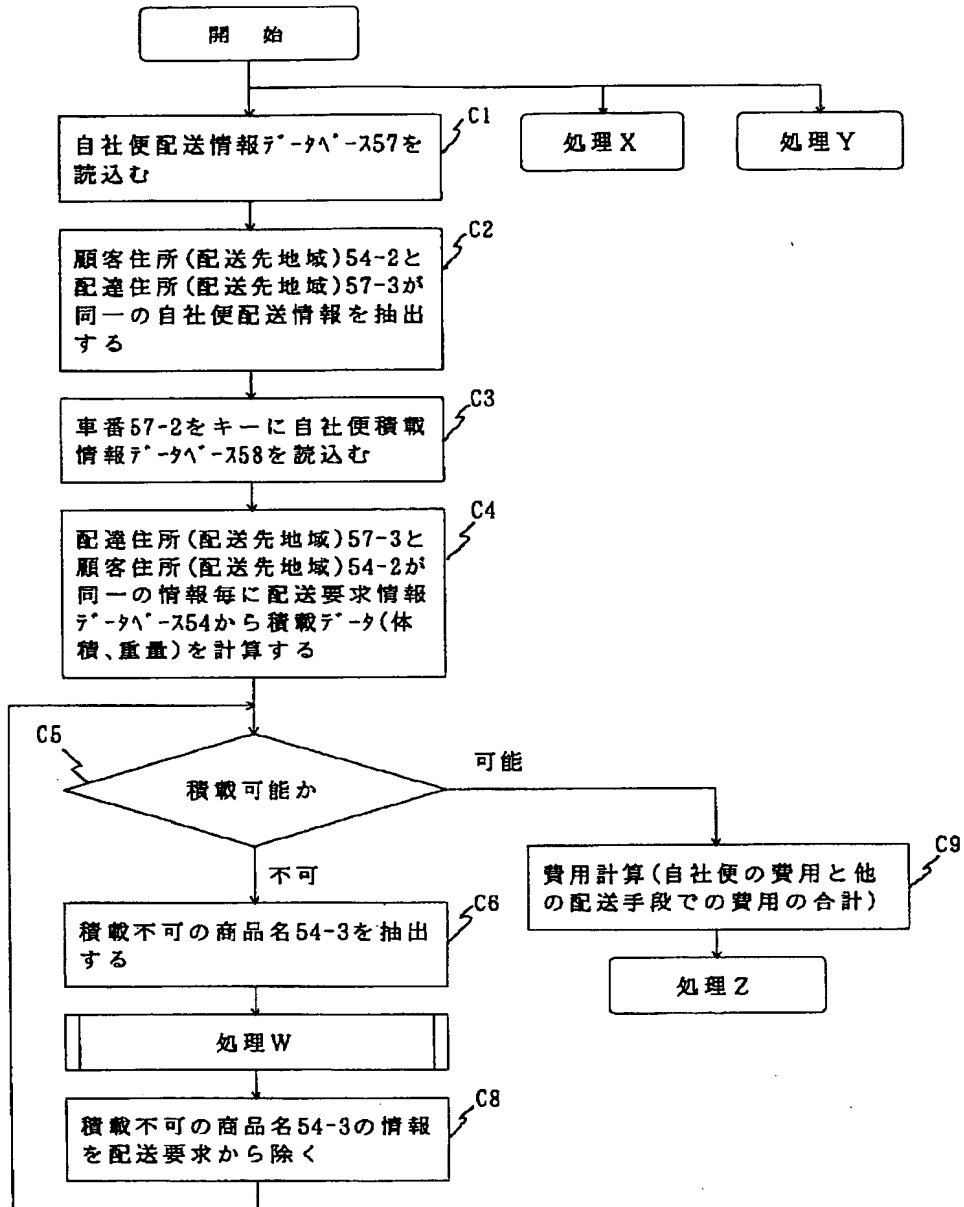 開 始
C1
自社便配送情報ﾃﾞｰﾀﾍﾞｰｽ57を
読込む
処理X
処理Y
C2
顧客住所(配送先地域)54-2と
配達住所(配送先地域)57-3が
同一の自社便配送情報を抽出
する
C3
車番57-2をキーに自社便積載
情報ﾃﾞｰﾀﾍﾞｰｽ58を読込む
C4
配達住所(配送先地域)57-3と
顧客住所(配送先地域)54-2が
同一の情報毎に配送要求情報
ﾃﾞｰﾀﾍﾞｰｽ54から積載データ(体
積、重量)を計算する
C5
積載可能か
可能
不可
C9
費用計算(自社便の費用と他
の配送手段での費用の合計)
処理Z
C6
積載不可の商品名54-3を抽出
する
処理W
C8
積載不可の商品名54-3の情報
を配送要求から除く